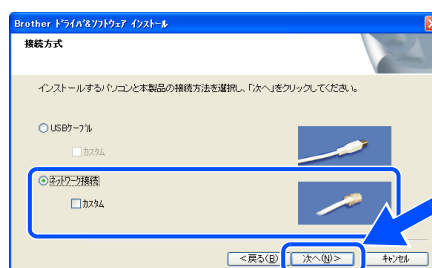 Brother ドライバ&ソフトウェア インストール
接続方式
インストールするパソコンと本製品の接続方法を選択し、「次へ」をクリックしてください。
USBケーブル
カスタム
ネットワーク接続
カスタム
<戻る(B) 次へ(N)> キャンセル